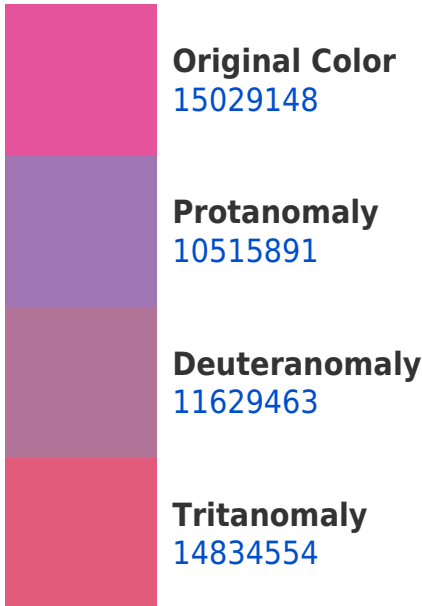 Original Color
15029148
Protanomaly
10515891
Deuteranomaly
11629463
Tritanomaly
14834554